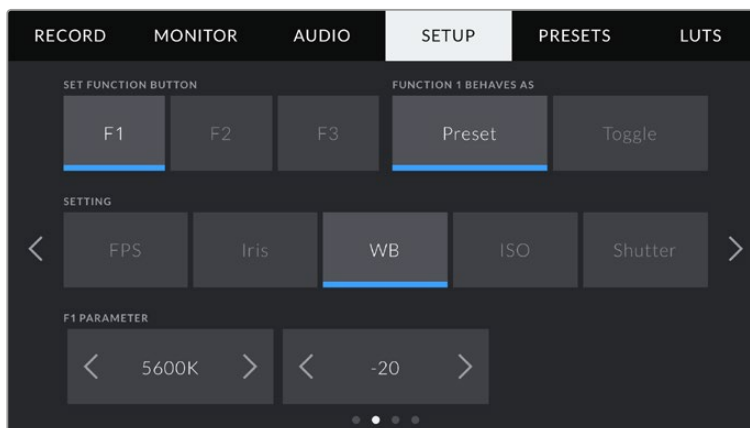 RECORD MONITOR AUDIO SETUP PRESETS LUTS
SET FUNCTION BUTTON FUNCTION 1 BEHAVES AS
F1 F2 F3 Preset Toggle
SETTING
FPS Iris WB ISO Shutter
F1 PARAMETER
5600K -20